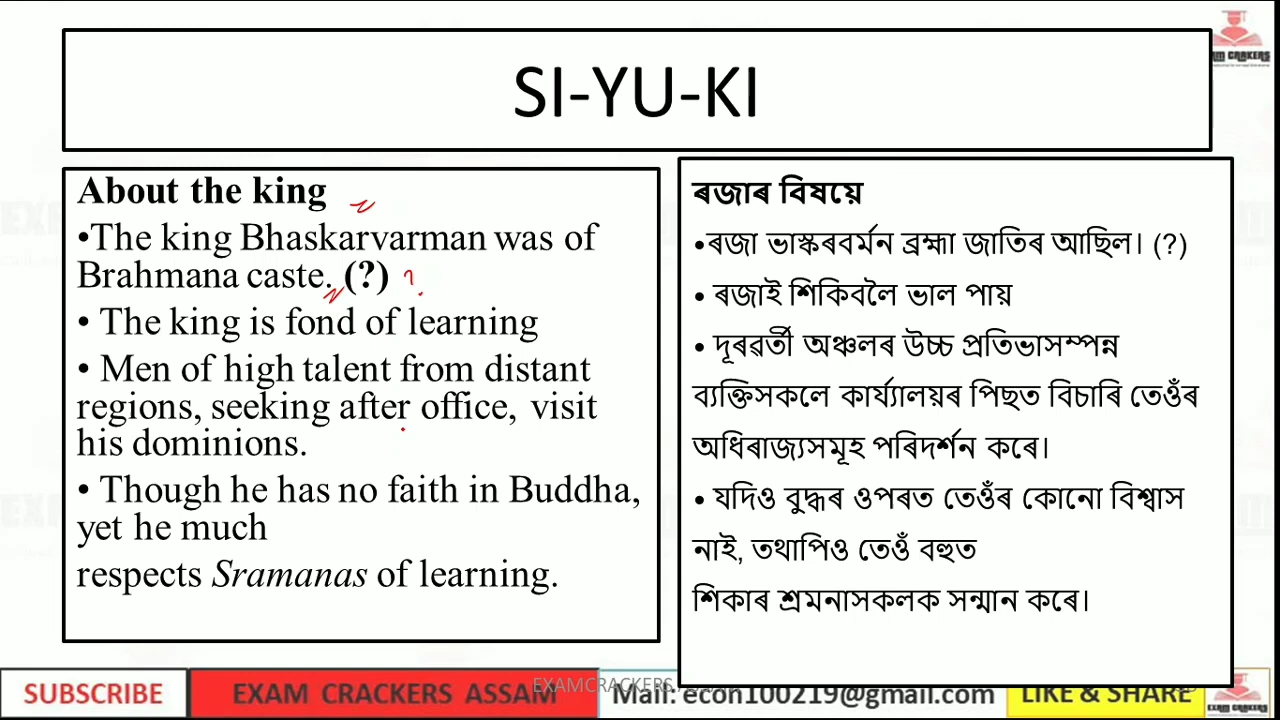 SI-YU-KI
About the king
•The king Bhaskarvarman was of
Brahmana caste. (?)
• The king is fond of learning
• Men of high talent from distant
regions, seeking after office, visit
his dominions.
• Though he has no faith in Buddha,
yet he much
respects Sramanas of learning.
ৰজাৰ বিষয়ে
•ৰজা ভাস্কৰবৰ্মন ব্ৰহ্মা জাতিৰ আছিল। (?)
• ৰজাই শিকিবলৈ ভাল পায়
• দূৰৱৰ্তী অঞ্চলৰ উচ্চ প্ৰতিভাসম্পন্ন
ব্যক্তিসকলে কাৰ্য্যালয়ৰ পিছত বিচাৰি তেওঁৰ
অধিৰাজ্যসমূহ পৰিদৰ্শন কৰে।
• যদিও বুদ্ধৰ ওপৰত তেওঁৰ কোনো বিশ্বাস
নাই, তথাপিও তেওঁ বহুত
শিকাৰ শ্ৰমনাসকলক সন্মান কৰে।
SUBSCRIBE
EXAM CRACKERS ASSAM
EXAMCRACKERS
Mail: econ100219@gmail.com
LIKE & SHARE